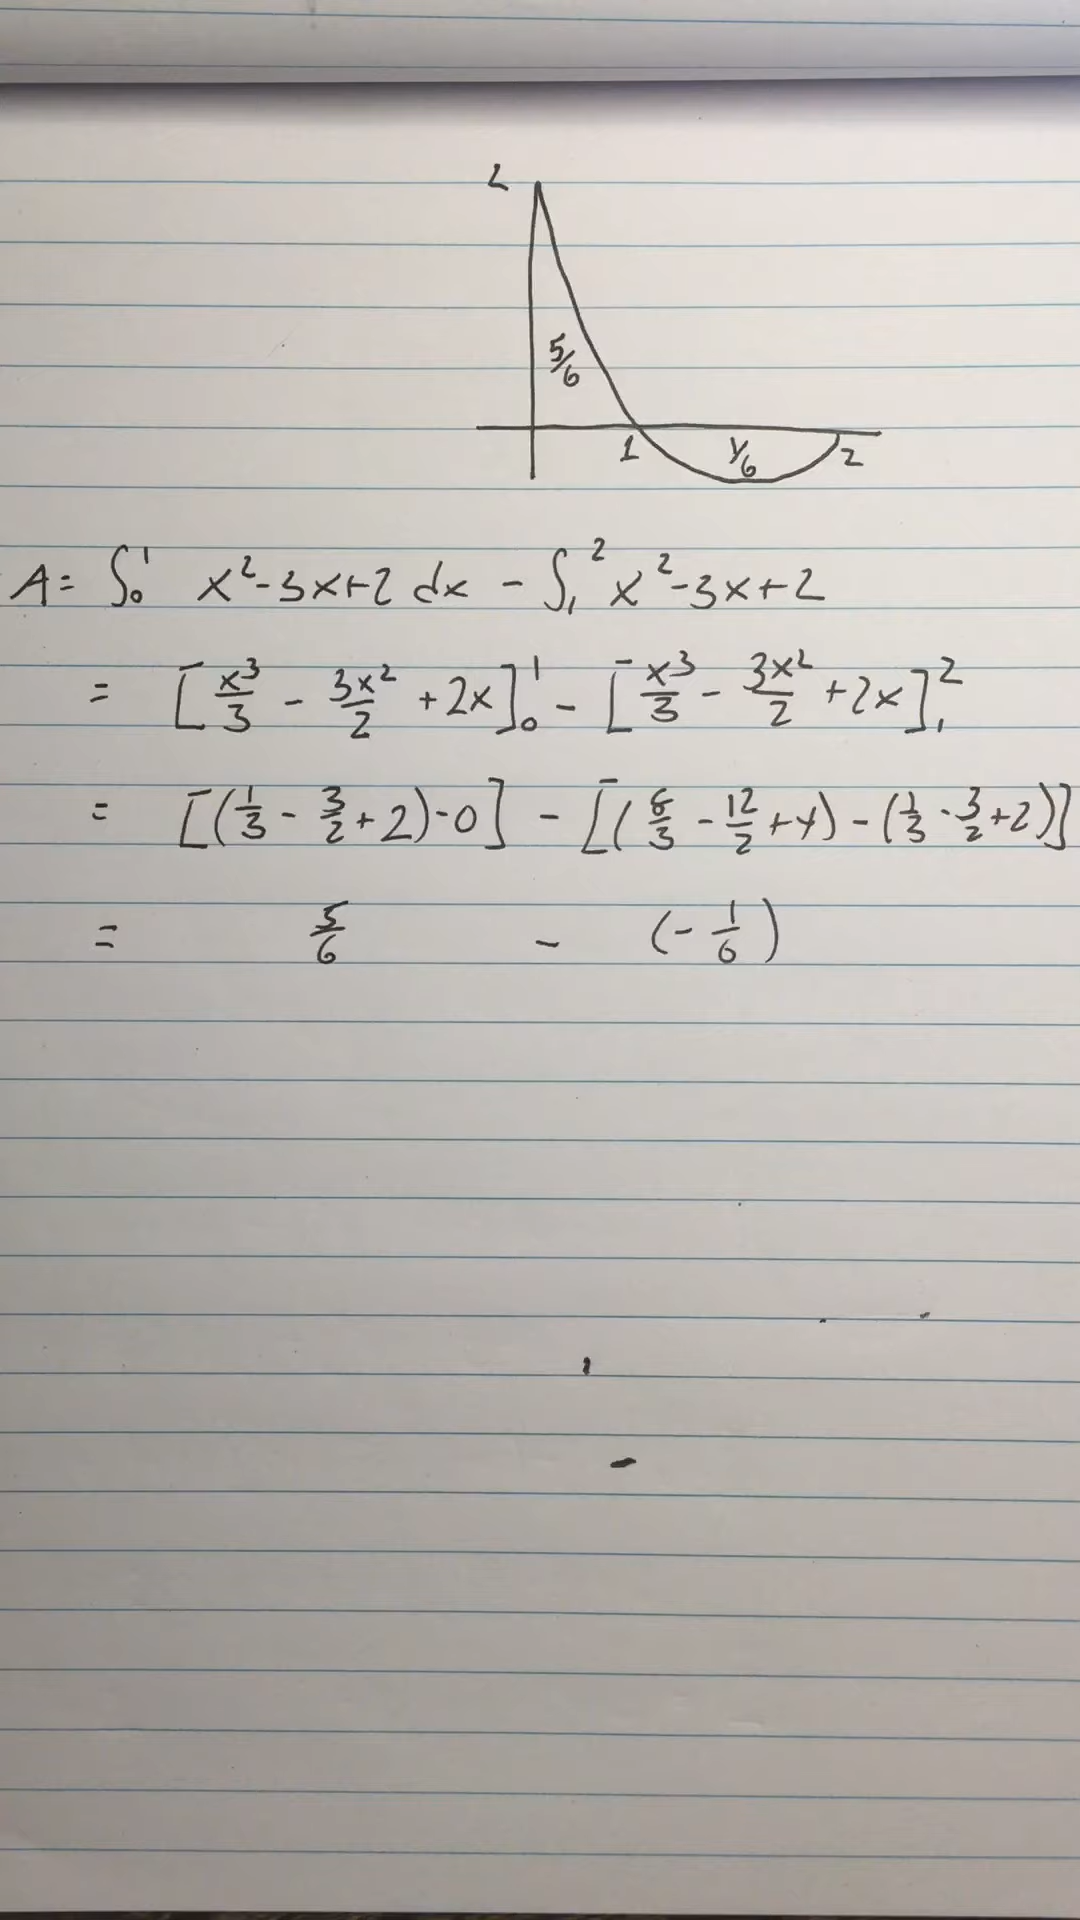 2
5/6
1
1/6
2
A = ∫₀¹ x² - 3x + 2 dx - ∫₁² x² - 3x + 2
= [x³/3 - 3x²/2 + 2x]₀¹ - [x³/3 - 3x²/2 + 2x]₁²
= [(1/3 - 3/2 + 2) - 0] - [(8/3 - 12/2 + 4) - (1/3 - 3/2 + 2)]
= 5/6 - (-1/6)